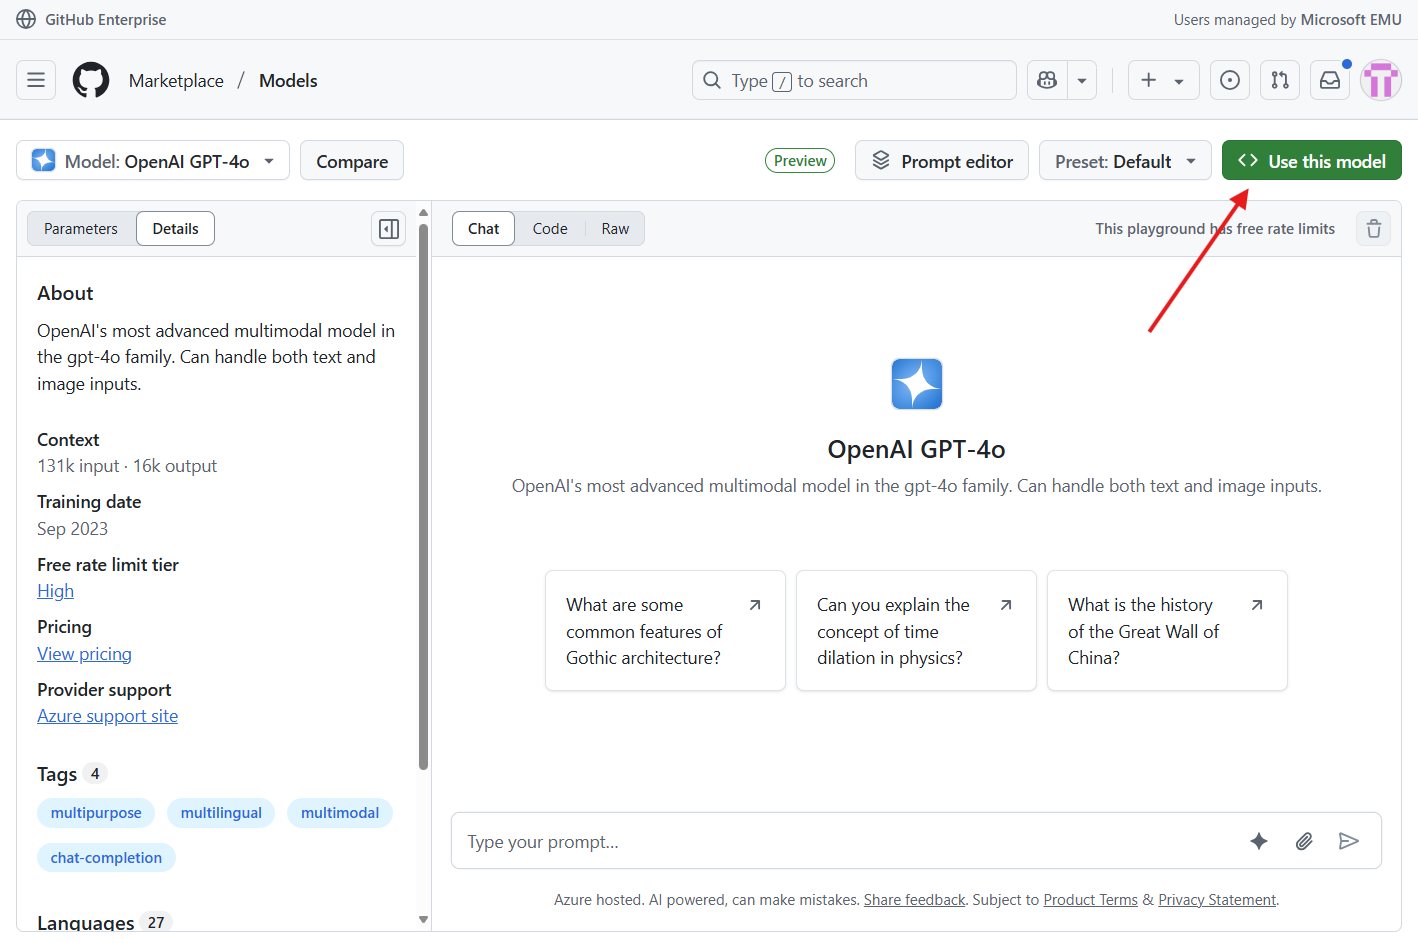 GitHub Enterprise
Users managed by Microsoft EMU
Marketplace / Models
Type / to search
Model: OpenAI GPT-4o
Compare
Preview
Prompt editor
Preset: Default
Use this model
Parameters
Details
Chat
Code
Raw
This playground has free rate limits
About
OpenAI's most advanced multimodal model in
the gpt-4o family. Can handle both text and
image inputs.
Context
131k input · 16k output
Training date
Sep 2023
Free rate limit tier
High
Pricing
View pricing
Provider support
Azure support site
Tags 4
multipurpose
multilingual
multimodal
chat-completion
Languages 27
OpenAI GPT-4o
OpenAI's most advanced multimodal model in the gpt-4o family. Can handle both text and image inputs.
What are some
common features of
Gothic architecture?
Can you explain the
concept of time
dilation in physics?
What is the history
of the Great Wall of
China?
Type your prompt...
Azure hosted. AI powered, can make mistakes. Share feedback. Subject to Product Terms & Privacy Statement.